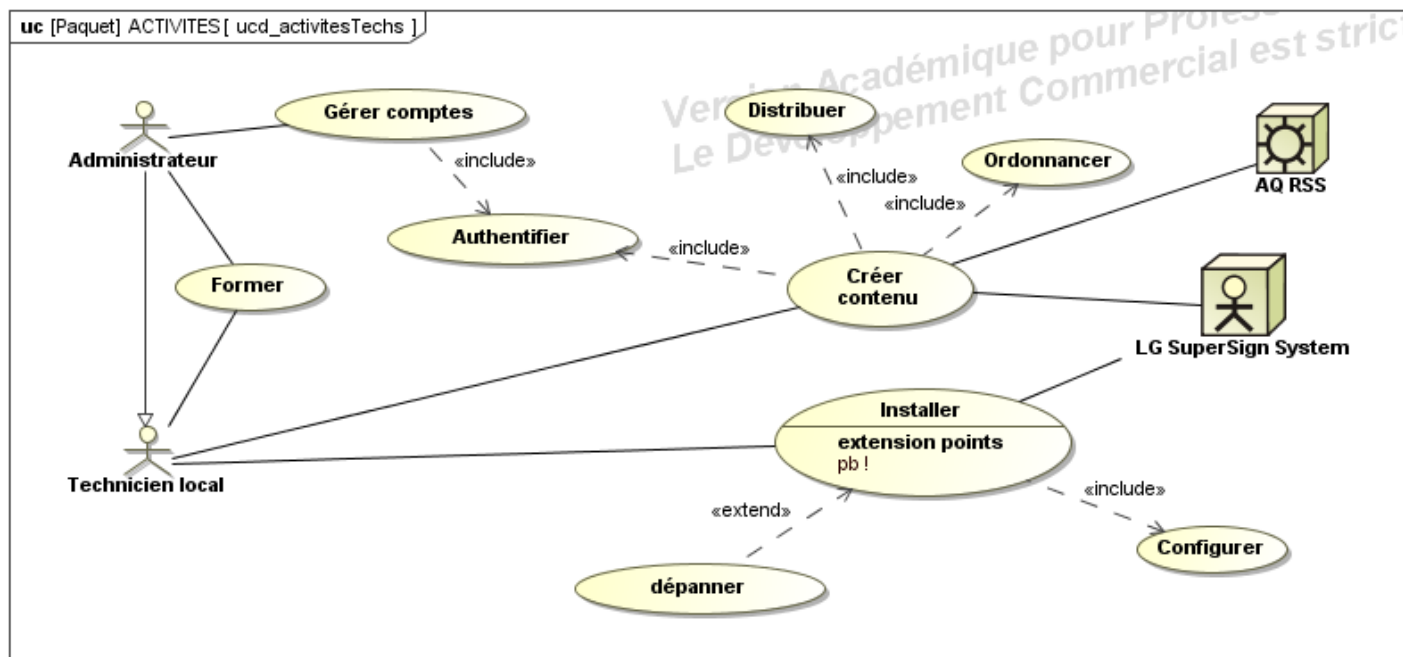 uc [Paquet] ACTIVITES [ ucd_activitesTechs ]
Version Académique pour
Le Développement Commercial est
Gérer comptes
Distribuer
Administrateur
«include»
Ordonnancer
AQ RSS
«include»
«include»
Authentifier
«include»
Former
Créer
contenu
LG SuperSign System
Installer
extension points
pb !
Technicien local
«extend»
«include»
Configurer
dépanner